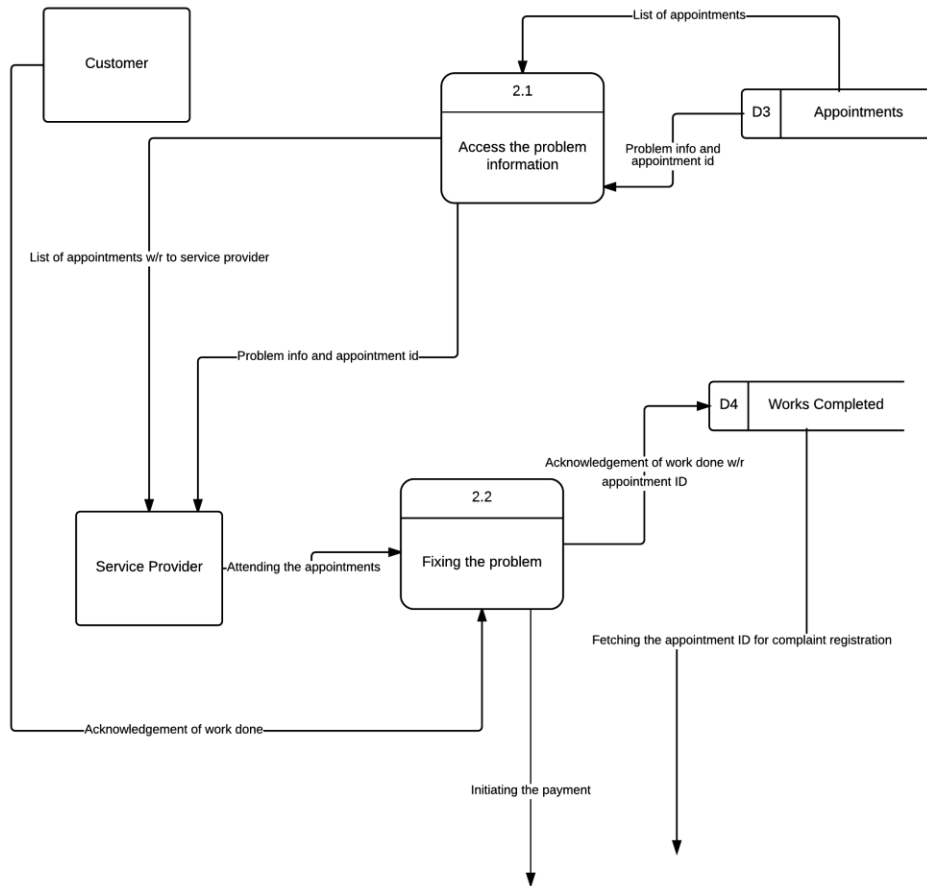 List of appointments
Customer
2.1
D3
Appointments
Access the problem
information
Problem info and
appointment id
List of appointments w/r to service provider
Problem info and appointment id
D4
Works Completed
Acknowledgement of work done w/r
appointment ID
2.2
Service Provider
Attending the appointments
Fixing the problem
Fetching the appointment ID for complaint registration
Acknowledgement of work done
Initiating the payment